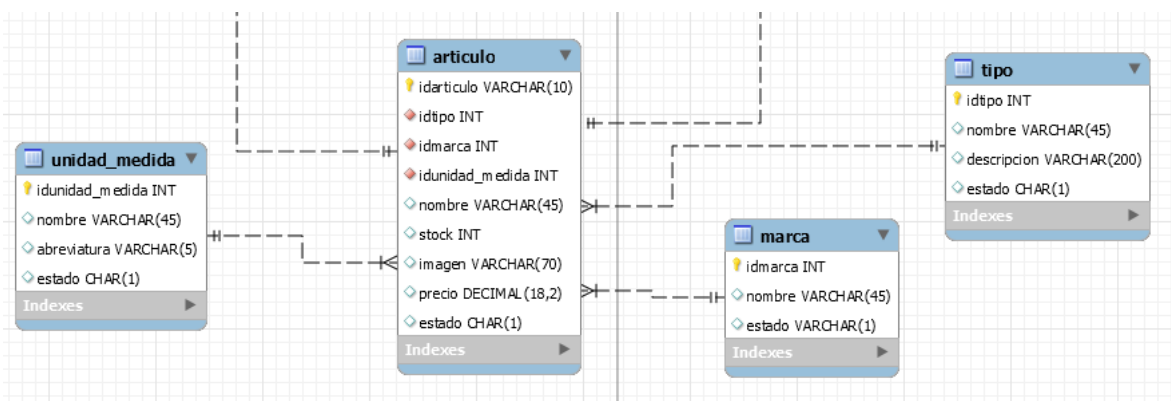 articulo
idarticulo VARCHAR(10)
idtipo INT
idmarca INT
idunidad_medida INT
nombre VARCHAR(45)
stock INT
imagen VARCHAR(70)
precio DECIMAL(18,2)
estado CHAR(1)
Indexes
unidad_medida
idunidad_medida INT
nombre VARCHAR(45)
abreviatura VARCHAR(5)
estado CHAR(1)
Indexes
tipo
idtipo INT
nombre VARCHAR(45)
descripcion VARCHAR(200)
estado CHAR(1)
Indexes
marca
idmarca INT
nombre VARCHAR(45)
estado VARCHAR(1)
Indexes